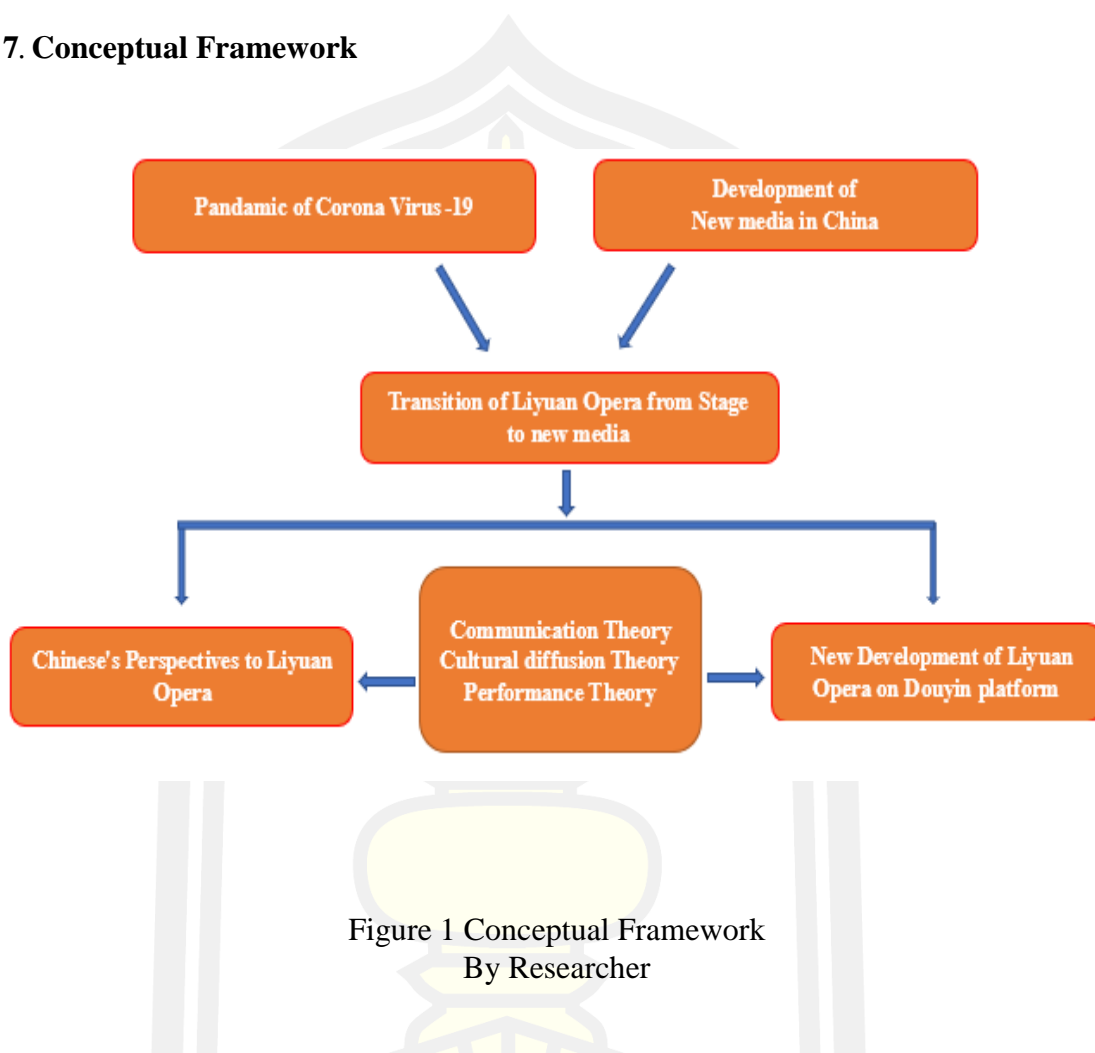 7. Conceptual Framework
Pandamic of Corona Virus -19
Development of
New media in China
Transition of Liyuan Opera from Stage
to new media
Communication Theory
Cultural diffusion Theory
Performance Theory
Chinese's Perspectives to Liyuan
Opera
New Development of Liyuan
Opera on Douyin platform
Figure 1 Conceptual Framework
By Researcher